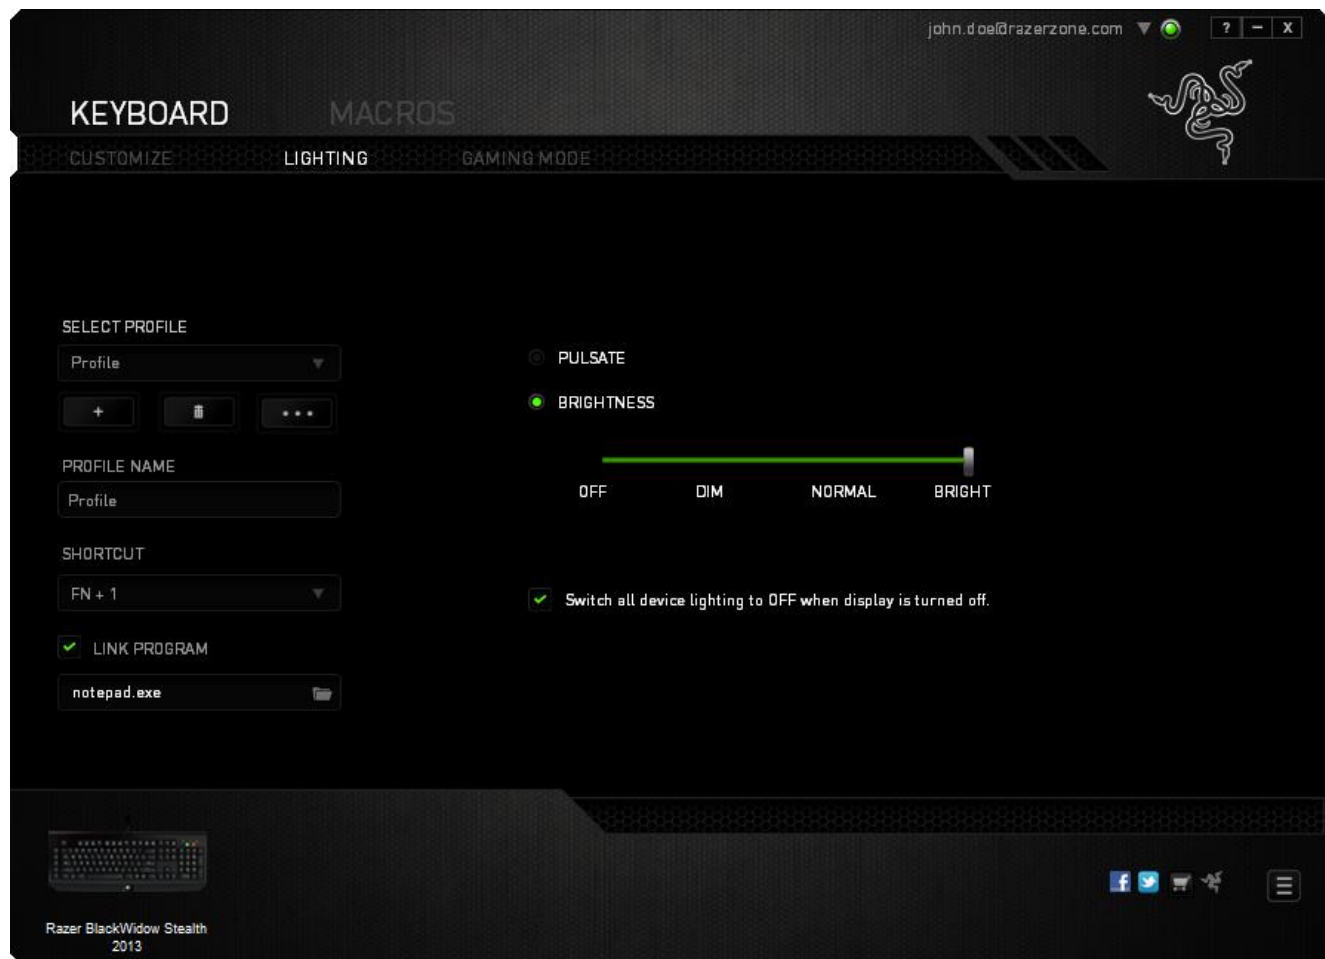 john.doe@razerzone.com
? - X
KEYBOARD MACROS
CUSTOMIZE LIGHTING GAMING MODE
SELECT PROFILE
Profile
+ •••
PROFILE NAME
Profile
SHORTCUT
FN + 1
LINK PROGRAM
notepad.exe
PULSATE
BRIGHTNESS
OFF DIM NORMAL BRIGHT
Switch all device lighting to OFF when display is turned off.
Razer BlackWidow Stealth
2013